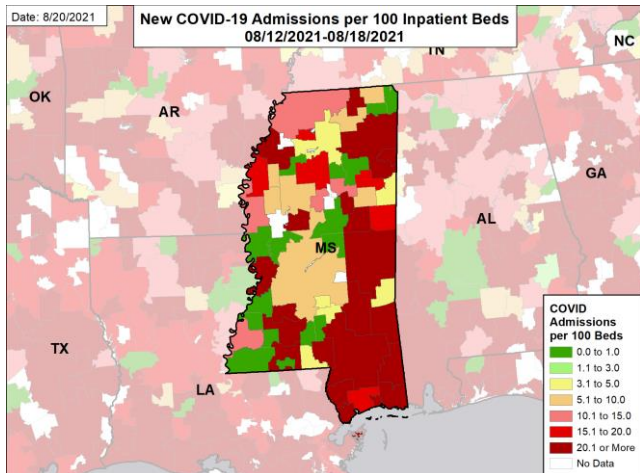 Date: 8/20/2021
New COVID-19 Admissions per 100 Inpatient Beds
08/12/2021-08/18/2021
TN
NC
OK
AR
GA
AL
MS
TX
LA
COVID
Admissions
per 100 Beds
0.0 to 1.0
1.1 to 3.0
3.1 to 5.0
5.1 to 10.0
10.1 to 15.0
15.1 to 20.0
20.1 or More
No Data